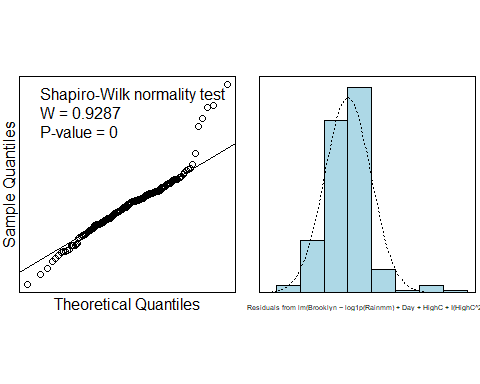 Shapiro-Wilk normality test
W = 0.9287
P-value = 0
Sample Quantiles
Theoretical Quantiles
Residuals from lm(Brooklyn ~ log1p(Rainmm) + Day + HighC + I(HighC^2